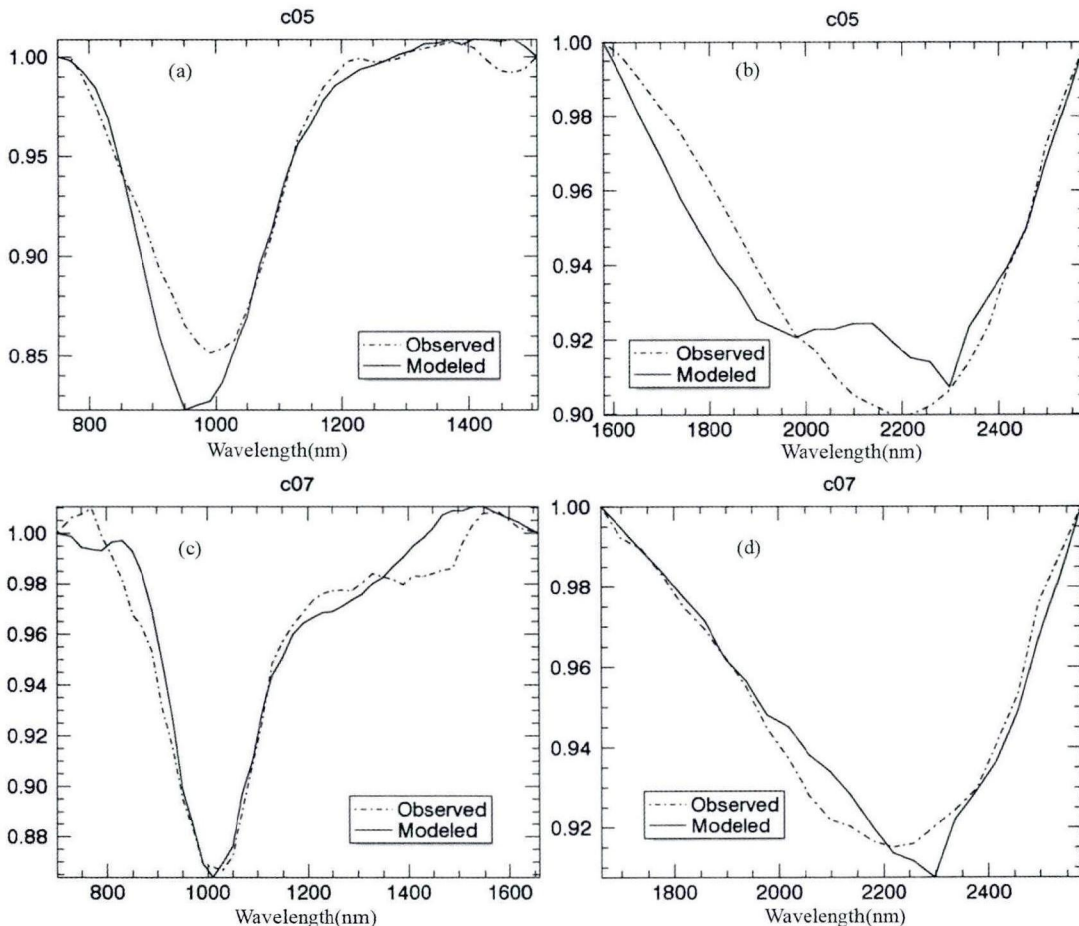 c05
1.00
0.95
0.90
0.85
(a)
Observed
Modeled
800 1000 1200 1400
Wavelength(nm)
c05
1.00
0.98
0.96
0.94
0.92
0.90
(b)
Observed
Modeled
1600 1800 2000 2200 2400
Wavelength(nm)
c07
1.00
0.98
0.96
0.94
0.92
0.90
0.88
(c)
Observed
Modeled
800 1000 1200 1400 1600
Wavelength(nm)
c07
1.00
0.98
0.96
0.94
0.92
(d)
Observed
Modeled
1800 2000 2200 2400
Wavelength(nm)